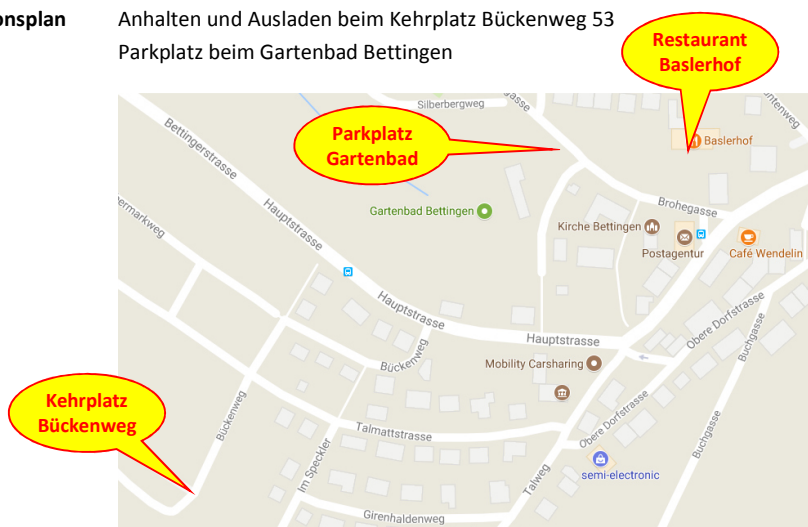 onsplan Anhalten und Ausladen beim Kehrplatz Bückenweg 53
Parkplatz beim Gartenbad Bettingen
Restaurant
Baslerhof
Silberbergweg
Parkplatz
Gartenbad
Baslerhof
Bettingerstrasse
Hauptstrasse
Gartenbad Bettingen
Brohegasse
Kirche Bettingen
Postagentur
Café Wendelin
ermarkweg
Hauptstrasse
Hauptstrasse
Obere Dorfstrasse
Buchgasse
Bückenweg
Mobility Carsharing
Kehrplatz
Bückenweg
Bückenweg
Talmattstrasse
Obere Dorfstrasse
Buchgasse
Im Speckler
Talweg
semi-electronic
Girenhaldenweg